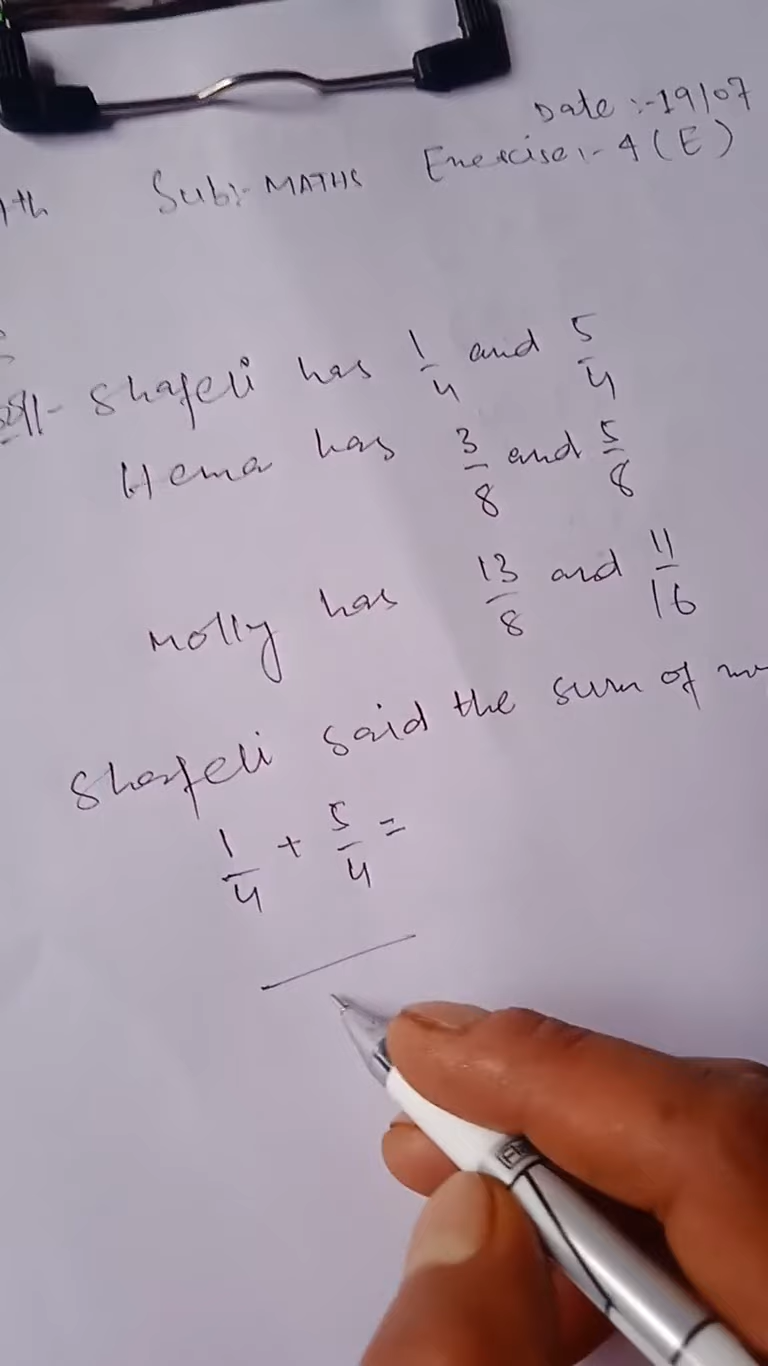 Date :- 19/07
7th Sub:- MATHS Exercise:- 4 (E)
Shafeli has 1/4 and 5/4
Hema has 3/8 and 5/8
Molly has 13/8 and 11/16
Shafeli said the sum of
1/4 + 5/4 =